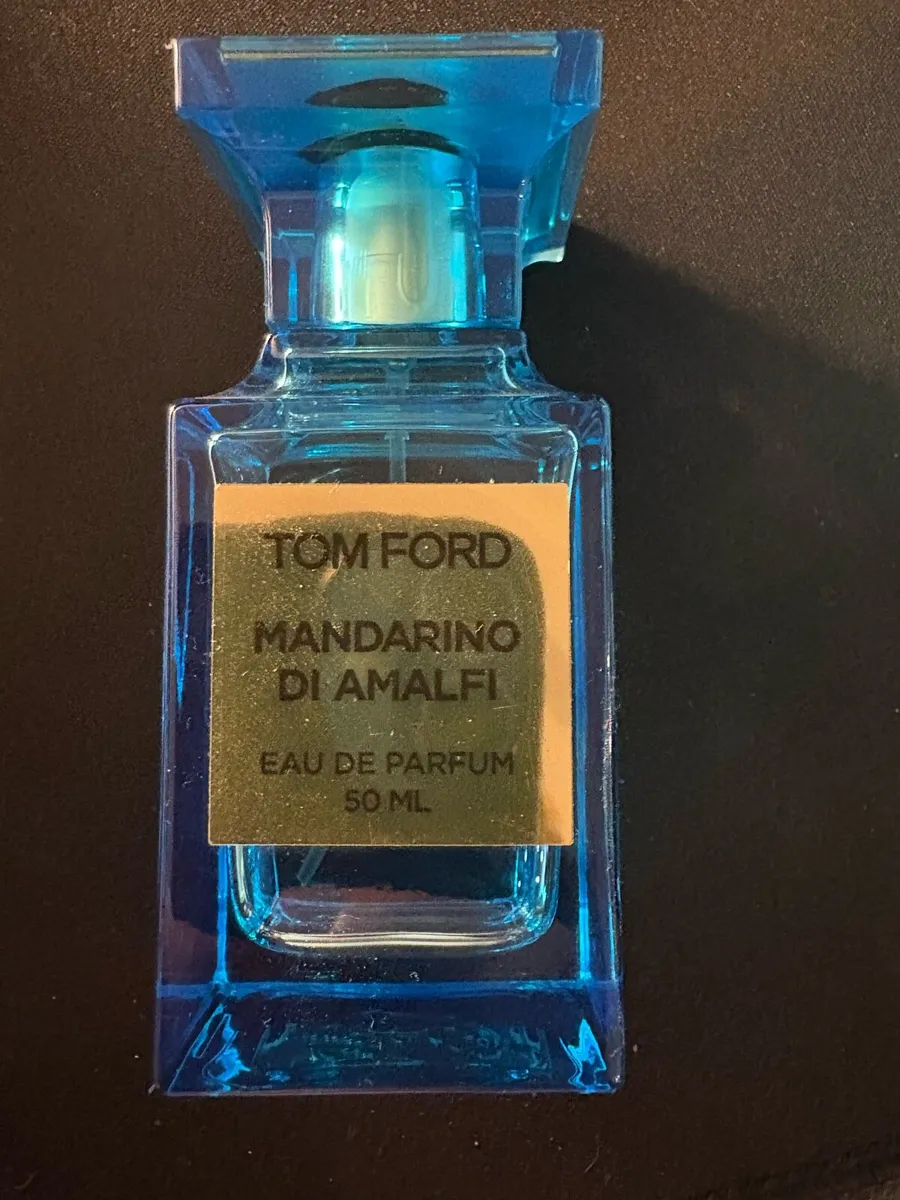 TOM FORD
MANDARINO
DI AMALFI
EAU DE PARFUM
50 ML